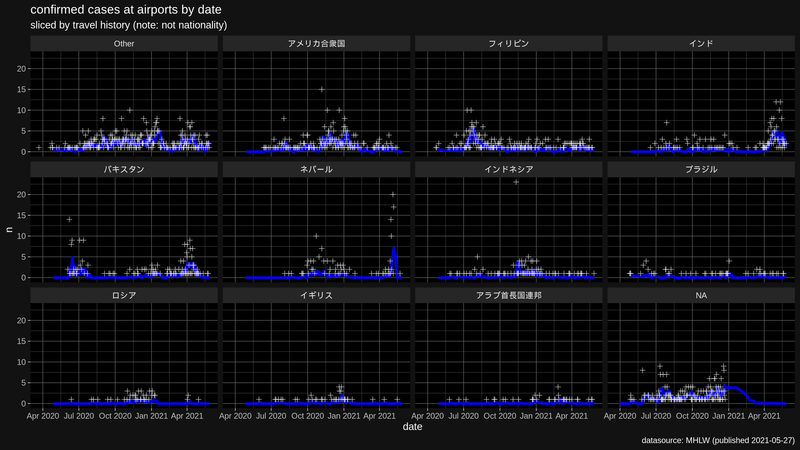 confirmed cases at airports by date
sliced by travel history (note: not nationality)
Other
アメリカ合衆国
フィリピン
インド
20
15
10
5
0
パキスタン
ネパール
インドネシア
ブラジル
20
15
10
5
0
n
ロシア
イギリス
アラブ首長国連邦
NA
20
15
10
5
0
Apr 2020 Jul 2020 Oct 2020 Jan 2021 Apr 2021
Apr 2020 Jul 2020 Oct 2020 Jan 2021 Apr 2021
Apr 2020 Jul 2020 Oct 2020 Jan 2021 Apr 2021
Apr 2020 Jul 2020 Oct 2020 Jan 2021 Apr 2021
date
datasource: MHLW (published 2021-05-27)